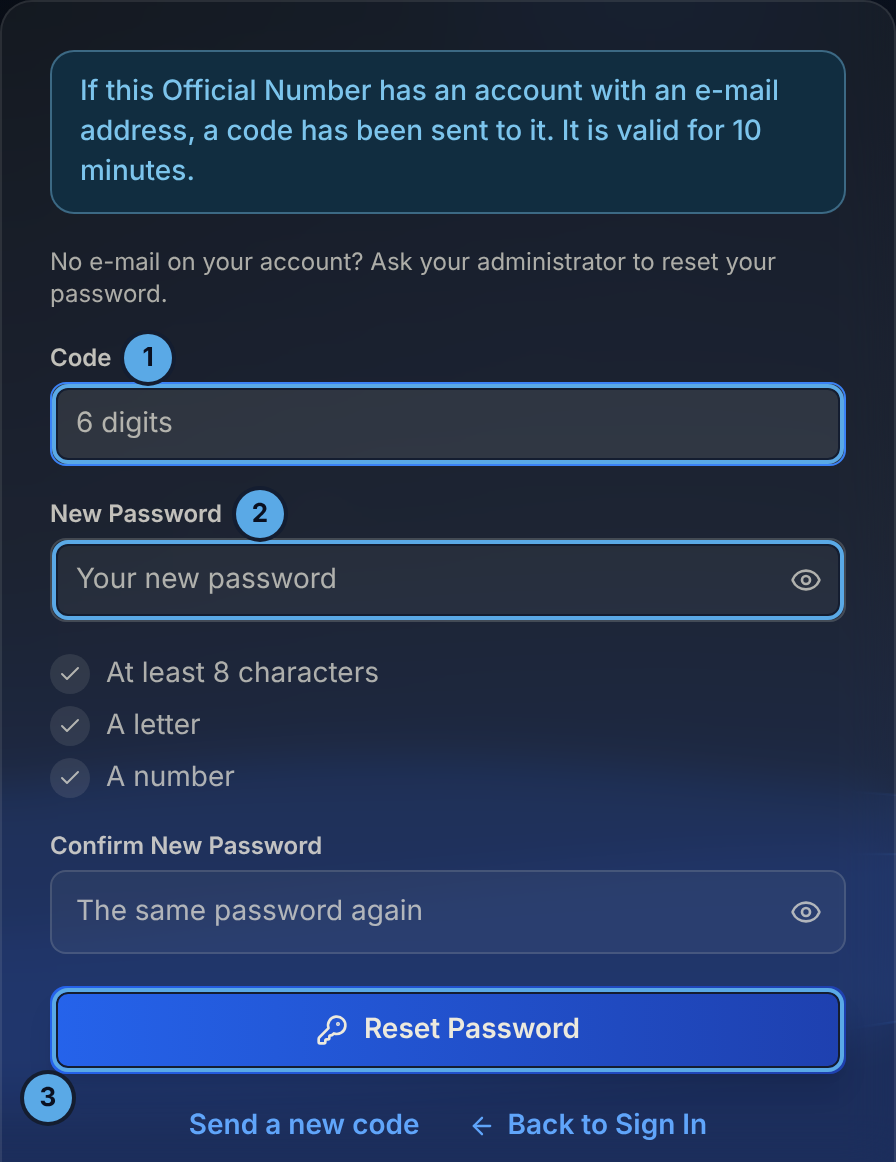 If this Official Number has an account with an e-mail
address, a code has been sent to it. It is valid for 10
minutes.
No e-mail on your account? Ask your administrator to reset your
password.
Code 1
6 digits
New Password 2
Your new password
At least 8 characters
A letter
A number
Confirm New Password
The same password again
Reset Password
3
Send a new code ← Back to Sign In